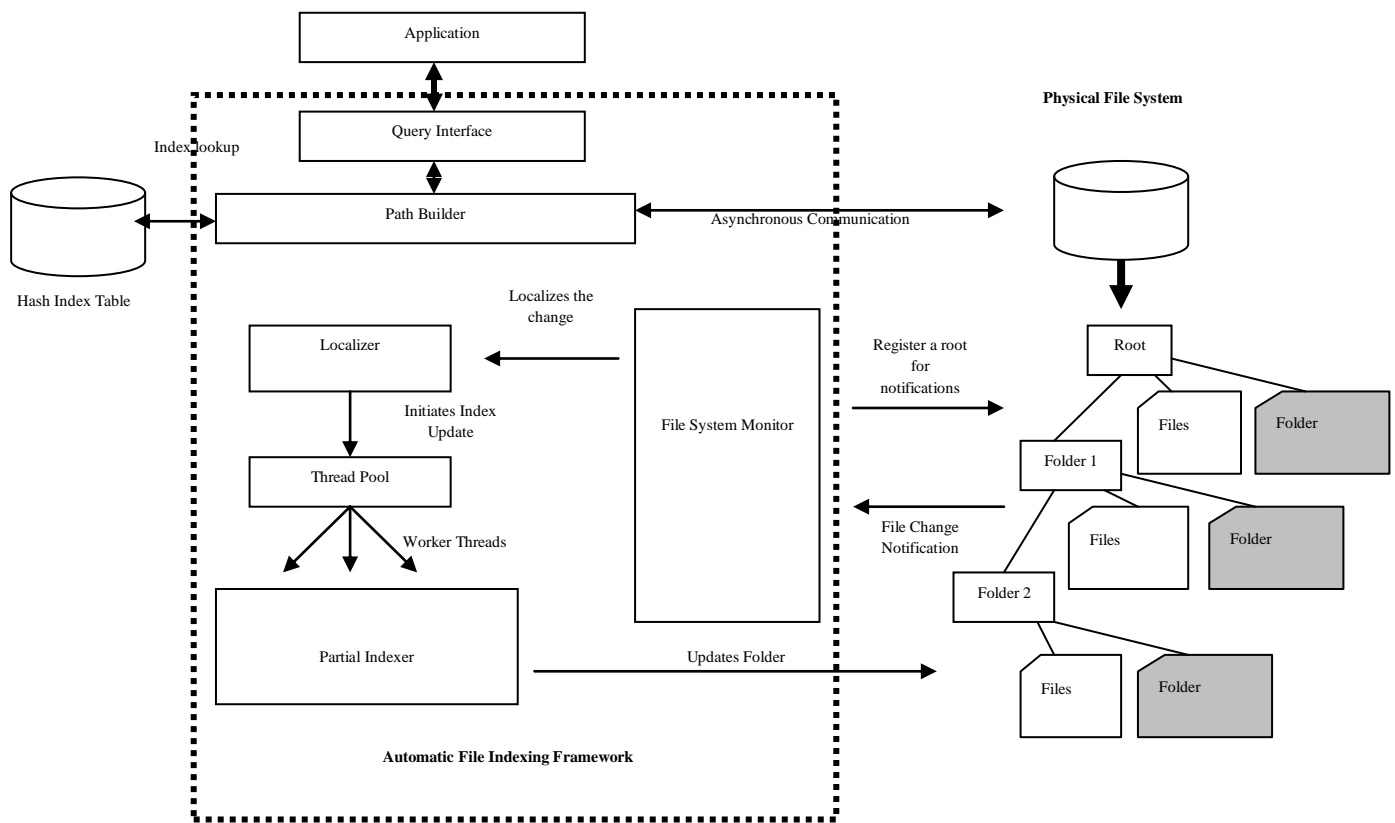 Application
Physical File System
Query Interface
Index lookup
Path Builder
Asynchronous Communication
Hash Index Table
Localizes the
change
Localizer
Register a root
for
notifications
Root
Initiates Index
Update
File System Monitor
Files
Folder
Folder 1
Thread Pool
File Change
Notification
Worker Threads
Files
Folder
Folder 2
Partial Indexer
Updates Folder
Files
Folder
Automatic File Indexing Framework